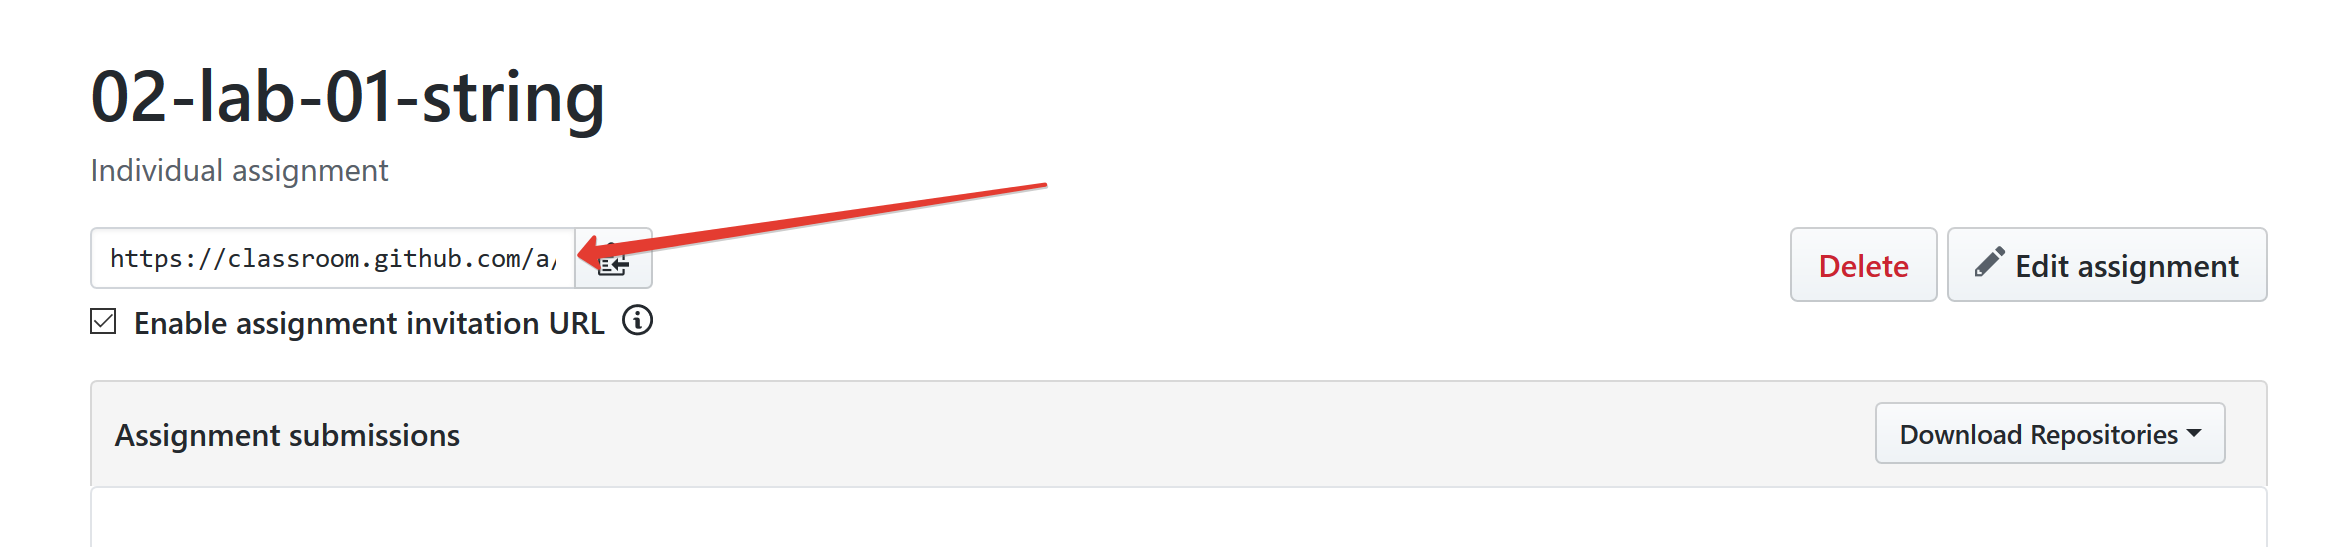 02-lab-01-string
Individual assignment
https://classroom.github.com/a/
Delete
Edit assignment
Enable assignment invitation URL
Assignment submissions
Download Repositories